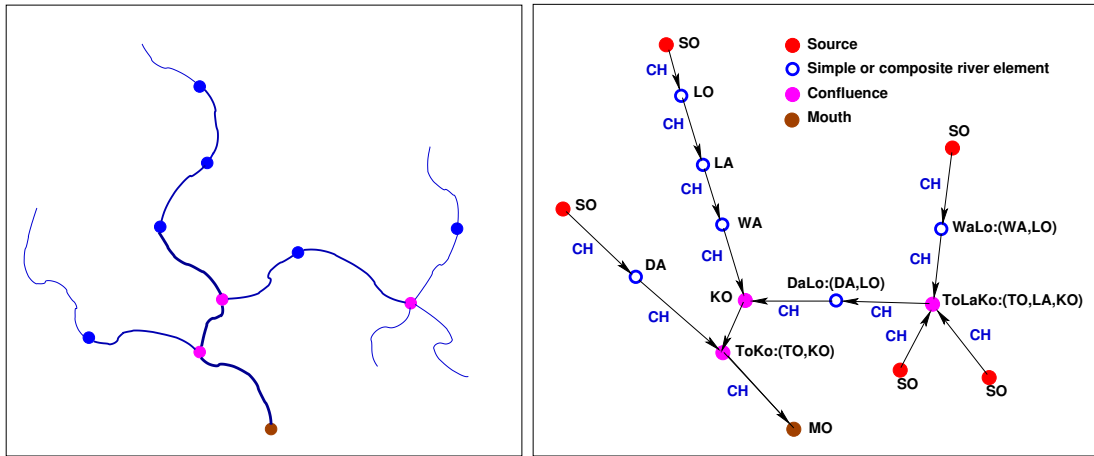 SO
Source
CH
Simple or composite river element
LO
Confluence
CH
Mouth
SO
LA
CH
CH
SO
WA
WaLo:(WA,LO)
CH
CH
CH
DA
DaLo:(DA,LO)
KO
ToLaKo:(TO,LA,KO)
CH
CH
CH
CH
CH
ToKo:(TO,KO)
SO
SO
CH
MO